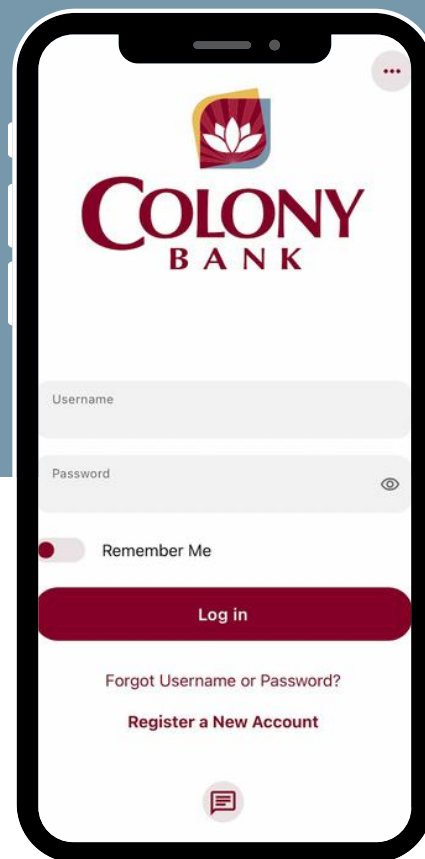 COLONY
BANK
Username
Password
Remember Me
Log in
Forgot Username or Password?
Register a New Account